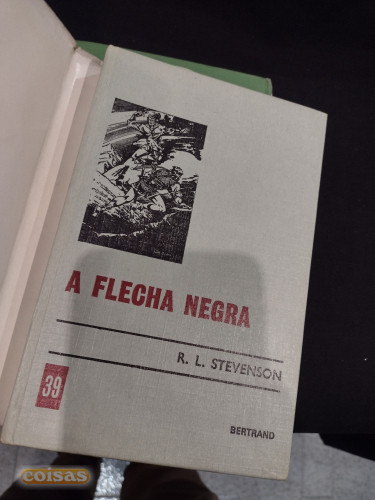 A FLECHA NEGRA
R. L. STEVENSON
39
BERTRAND
coisas